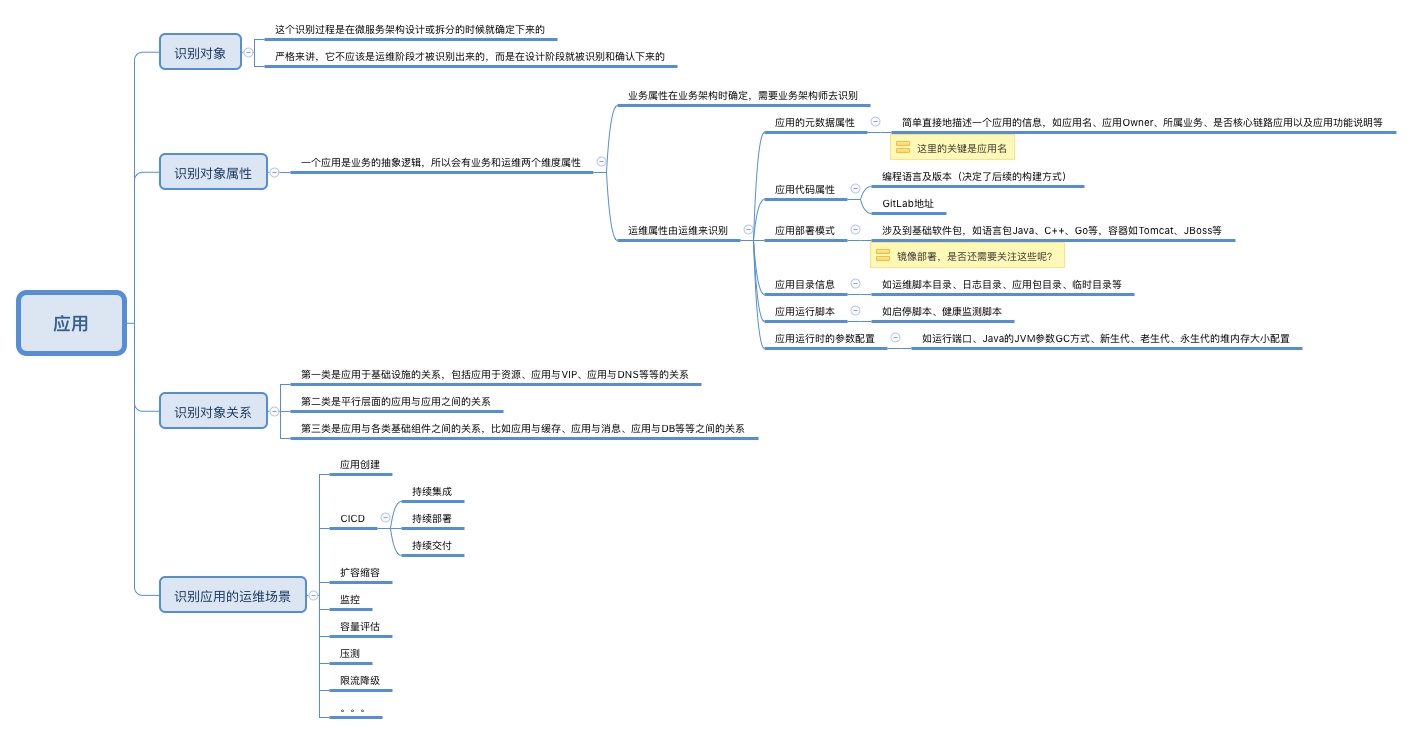 应用
识别对象
这个识别过程是在微服务架构设计或拆分的时候就确定下来的
严格来讲，它不应该是运维阶段才被识别出来的，而是在设计阶段就被识别和确认下来的
识别对象属性
一个应用是业务的抽象逻辑，所以会有业务和运维两个维度属性
业务属性在业务架构时确定，需要业务架构师去识别
运维属性由运维来识别
应用的元数据属性
简单直接地描述一个应用的信息，如应用名、应用Owner、所属业务、是否核心链路应用以及应用功能说明等
这里的关键是应用名
应用代码属性
编程语言及版本（决定了后续的构建方式）
GitLab地址
应用部署模式
涉及到基础软件包，如语言包Java、C++、Go等，容器如Tomcat、JBoss等
镜像部署，是否还需要关注这些呢？
应用目录信息
如运维脚本目录、日志目录、应用包目录、临时目录等
应用运行脚本
如启停脚本、健康监测脚本
应用运行时的参数配置
如运行端口、Java的JVM参数GC方式、新生代、老生代、永生代的堆内存大小配置
识别对象关系
第一类是应用于基础设施的关系，包括应用于资源、应用与VIP、应用与DNS等等的关系
第二类是平行层面的应用与应用之间的关系
第三类是应用与各类基础组件之间的关系，比如应用与缓存、应用与消息、应用与DB等等之间的关系
识别应用的运维场景
应用创建
CICD
持续集成
持续部署
持续交付
扩容缩容
监控
容量评估
压测
限流降级
。。。